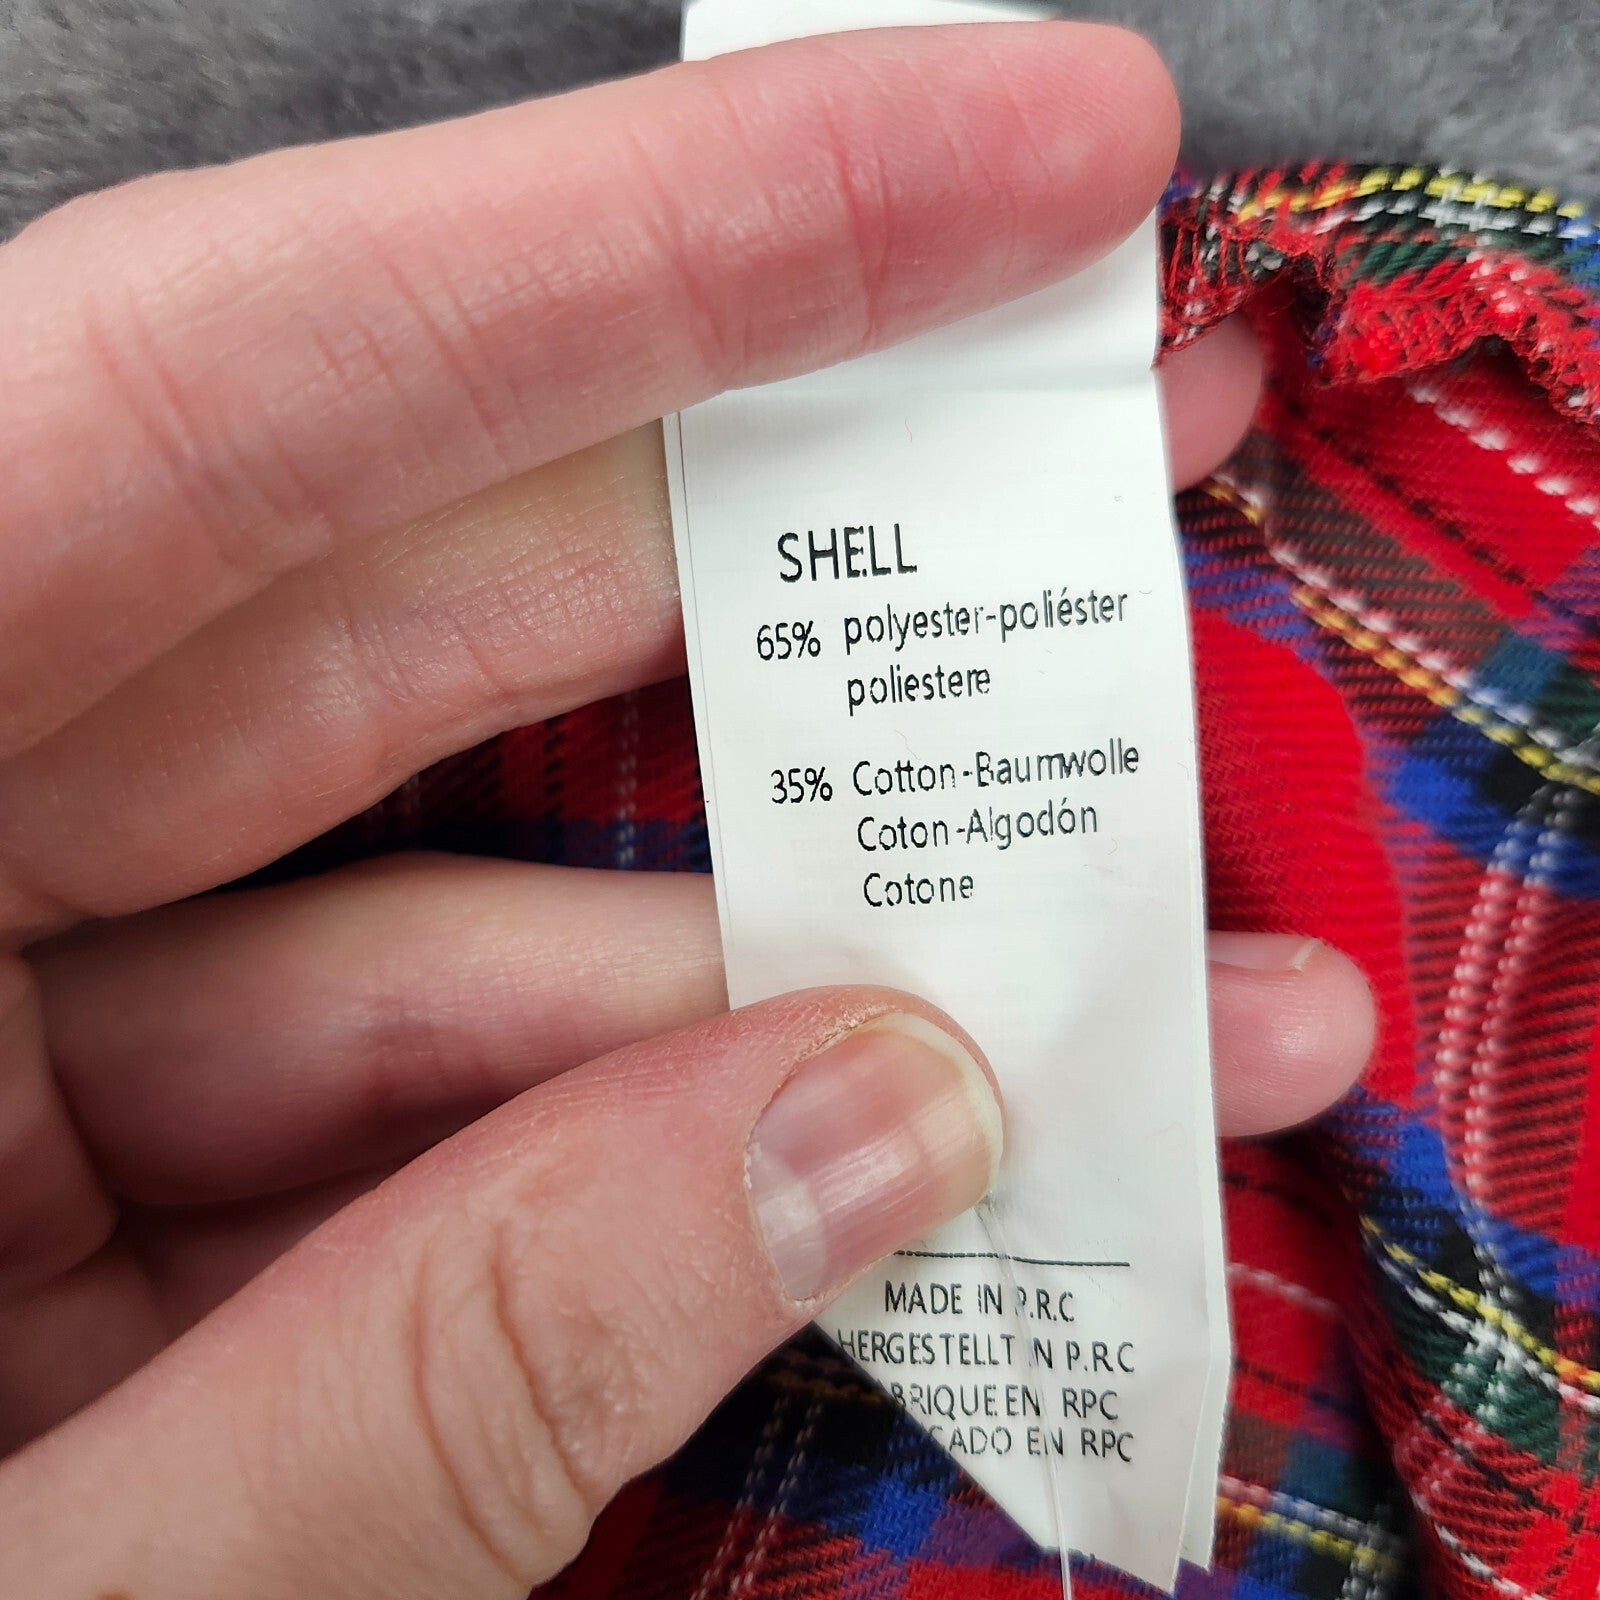 SHELL
65% polyester-poliéster
poliestere
35% Cotton-Baumwolle
Coton-Algodón
Cotone
MADE IN P.R.C
HERGESTELLT IN P.R.C
EN RPC
EN RPC